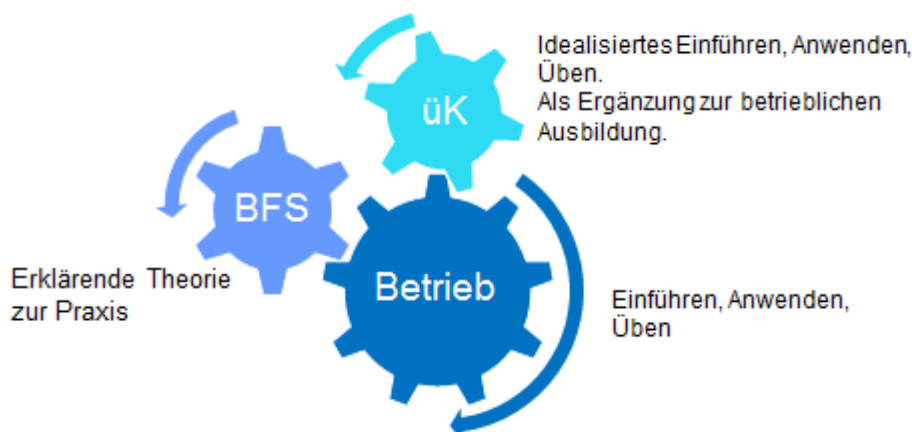 Idealisiertes Einführen, Anwenden,
Üben.
Als Ergänzung zur betrieblichen
Ausbildung.
üK
BFS
Betrieb
Erklärende Theorie
zur Praxis
Einführen, Anwenden,
Üben